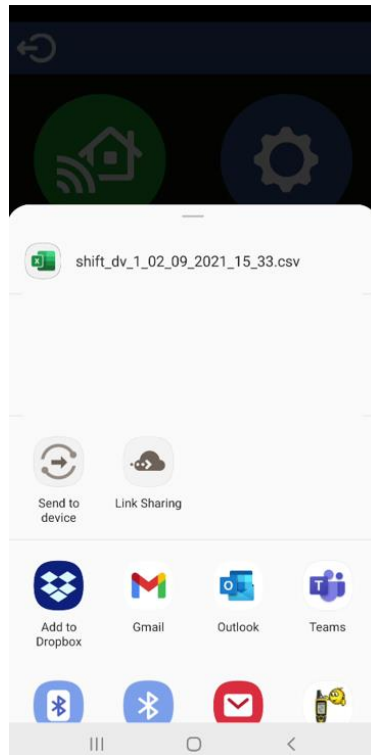 shift_dv_1_02_09_2021_15_33.csv
Send to
device
Link Sharing
Add to
Dropbox
Gmail
Outlook
Teams